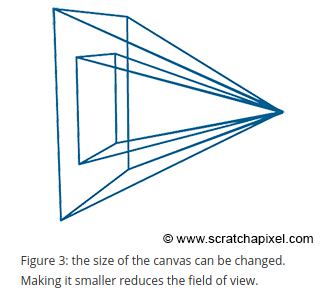 © www.scratchapixel.com
Figure 3: the size of the canvas can be changed.
Making it smaller reduces the field of view.